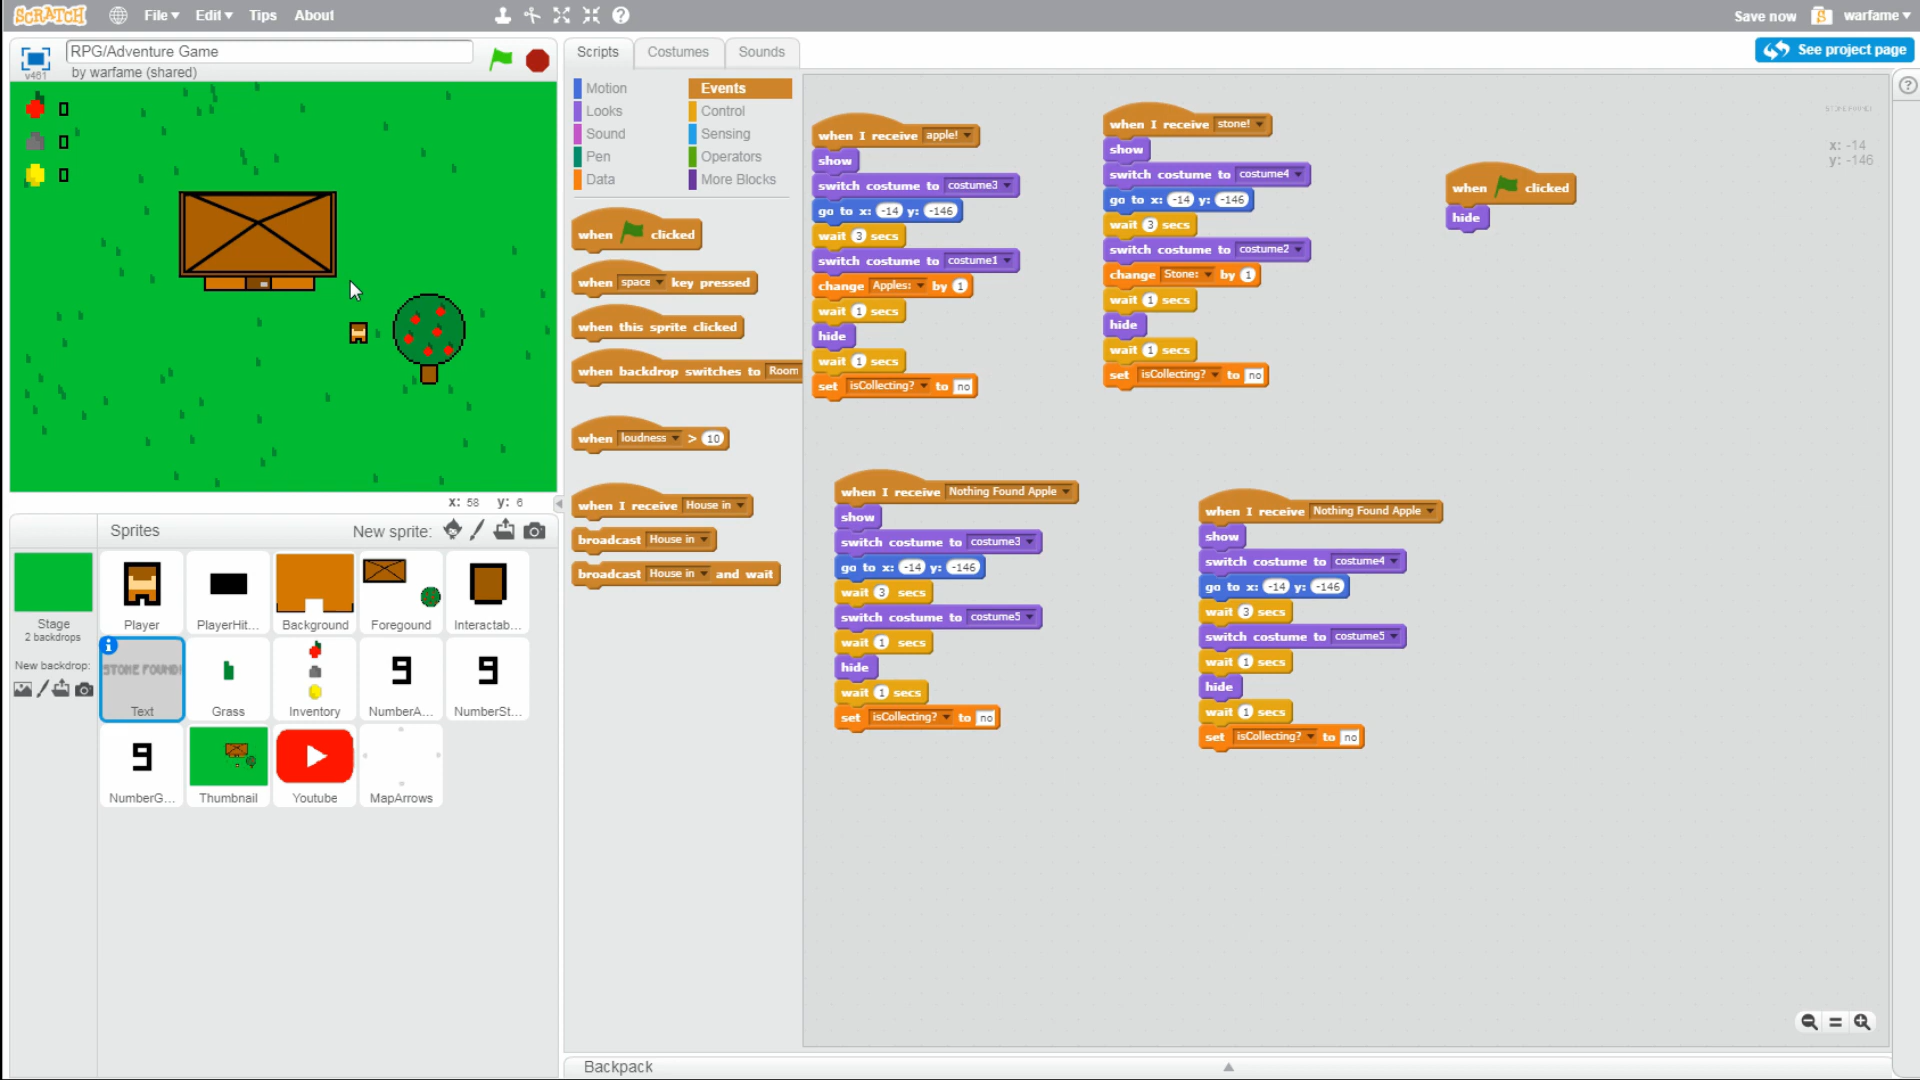 SCRATCH File Edit Tips About Save now warfame
See project page
v461
RPG/Adventure Game
by warfame (shared)
Scripts Costumes Sounds
Motion Events
Looks Control
Sound Sensing
Pen Operators
Data More Blocks
when clicked
when space key pressed
when this sprite clicked
when backdrop switches to Room
when loudness > 10
when I receive House in
broadcast House in
broadcast House in and wait
when I receive apple!
show
switch costume to costume3
go to x: -14 y: -146
wait 3 secs
switch costume to costume1
change Apples: by 1
wait 1 secs
hide
wait 1 secs
set isCollecting? to no
when I receive stone!
show
switch costume to costume4
go to x: -14 y: -146
wait 3 secs
switch costume to costume2
change Stone: by 1
wait 1 secs
hide
wait 1 secs
set isCollecting? to no
when clicked
hide
STONE FOUND!
x: -14
y: -146
when I receive Nothing Found Apple
show
switch costume to costume3
go to x: -14 y: -146
wait 3 secs
switch costume to costume5
wait 1 secs
hide
wait 1 secs
set isCollecting? to no
when I receive Nothing Found Apple
show
switch costume to costume4
go to x: -14 y: -146
wait 3 secs
switch costume to costume5
wait 1 secs
hide
wait 1 secs
set isCollecting? to no
0
0
0
x: 58 y: 6
Sprites New sprite:
Stage
2 backdrops
New backdrop:
Player PlayerHit... Background Foregound Interactab...
STONE FOUND!
9 9
Text Grass Inventory NumberA... NumberSt...
9
NumberG... Thumbnail Youtube MapArrows
Backpack